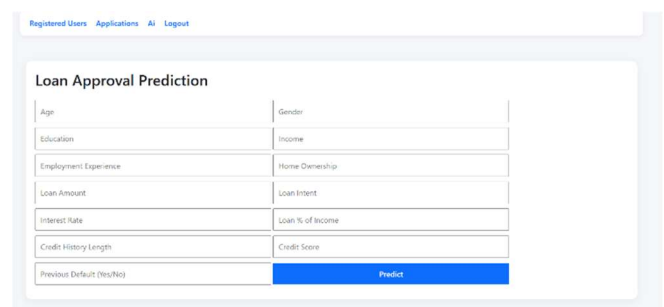 Registered Users Applications Ai Logout
Loan Approval Prediction
Age Gender
Education Income
Employment Experience Home Ownership
Loan Amount Loan Intent
Interest Rate Loan % of Income
Credit History Length Credit Score
Previous Default (Yes/No) Predict